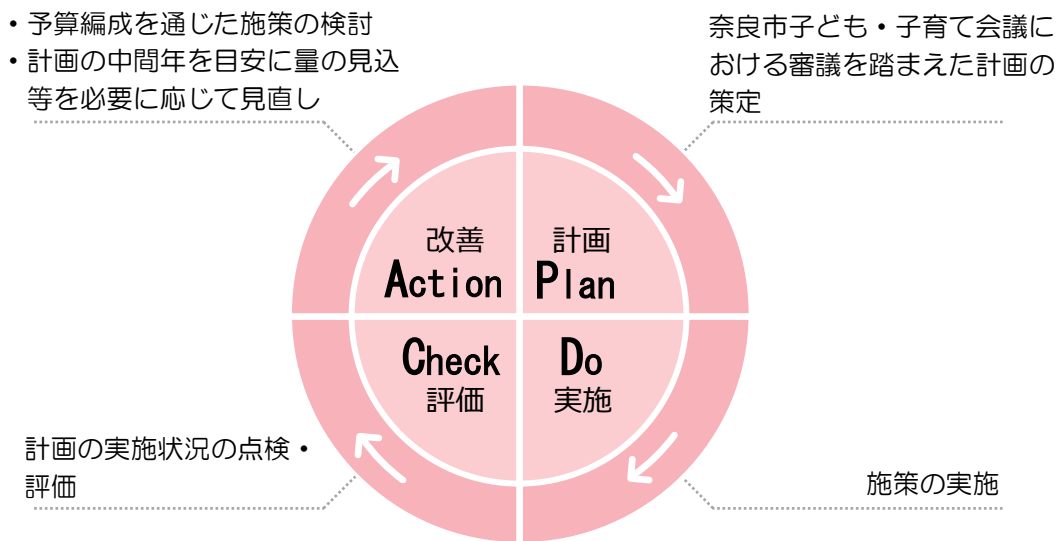 ・予算編成を通じた施策の検討
・計画の中間年を目安に量の見込
等を必要に応じて見直し
奈良市子ども・子育て会議に
おける審議を踏まえた計画の
策定
改善
Action
計画
Plan
Check
評価
Do
実施
計画の実施状況の点検・
評価
施策の実施